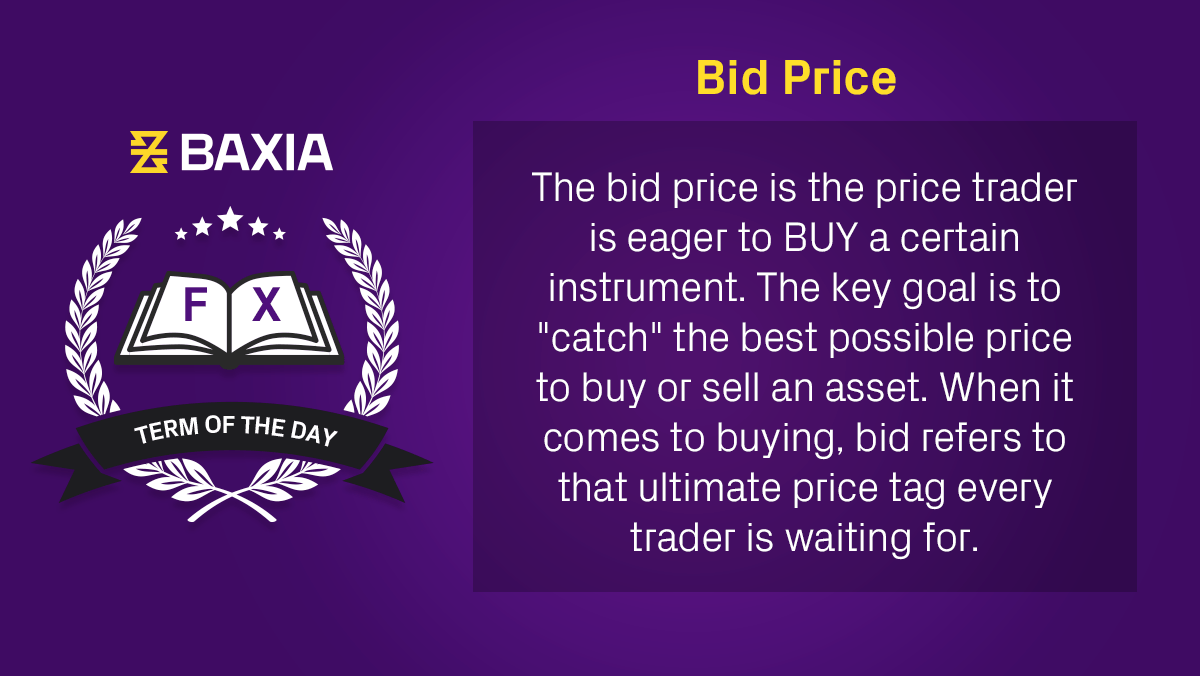 BAXIA
F X
TERM OF THE DAY
Bid Price
The bid price is the price trader
is eager to BUY a certain
instrument. The key goal is to
"catch" the best possible price
to buy or sell an asset. When it
comes to buying, bid refers to
that ultimate price tag every
trader is waiting for.